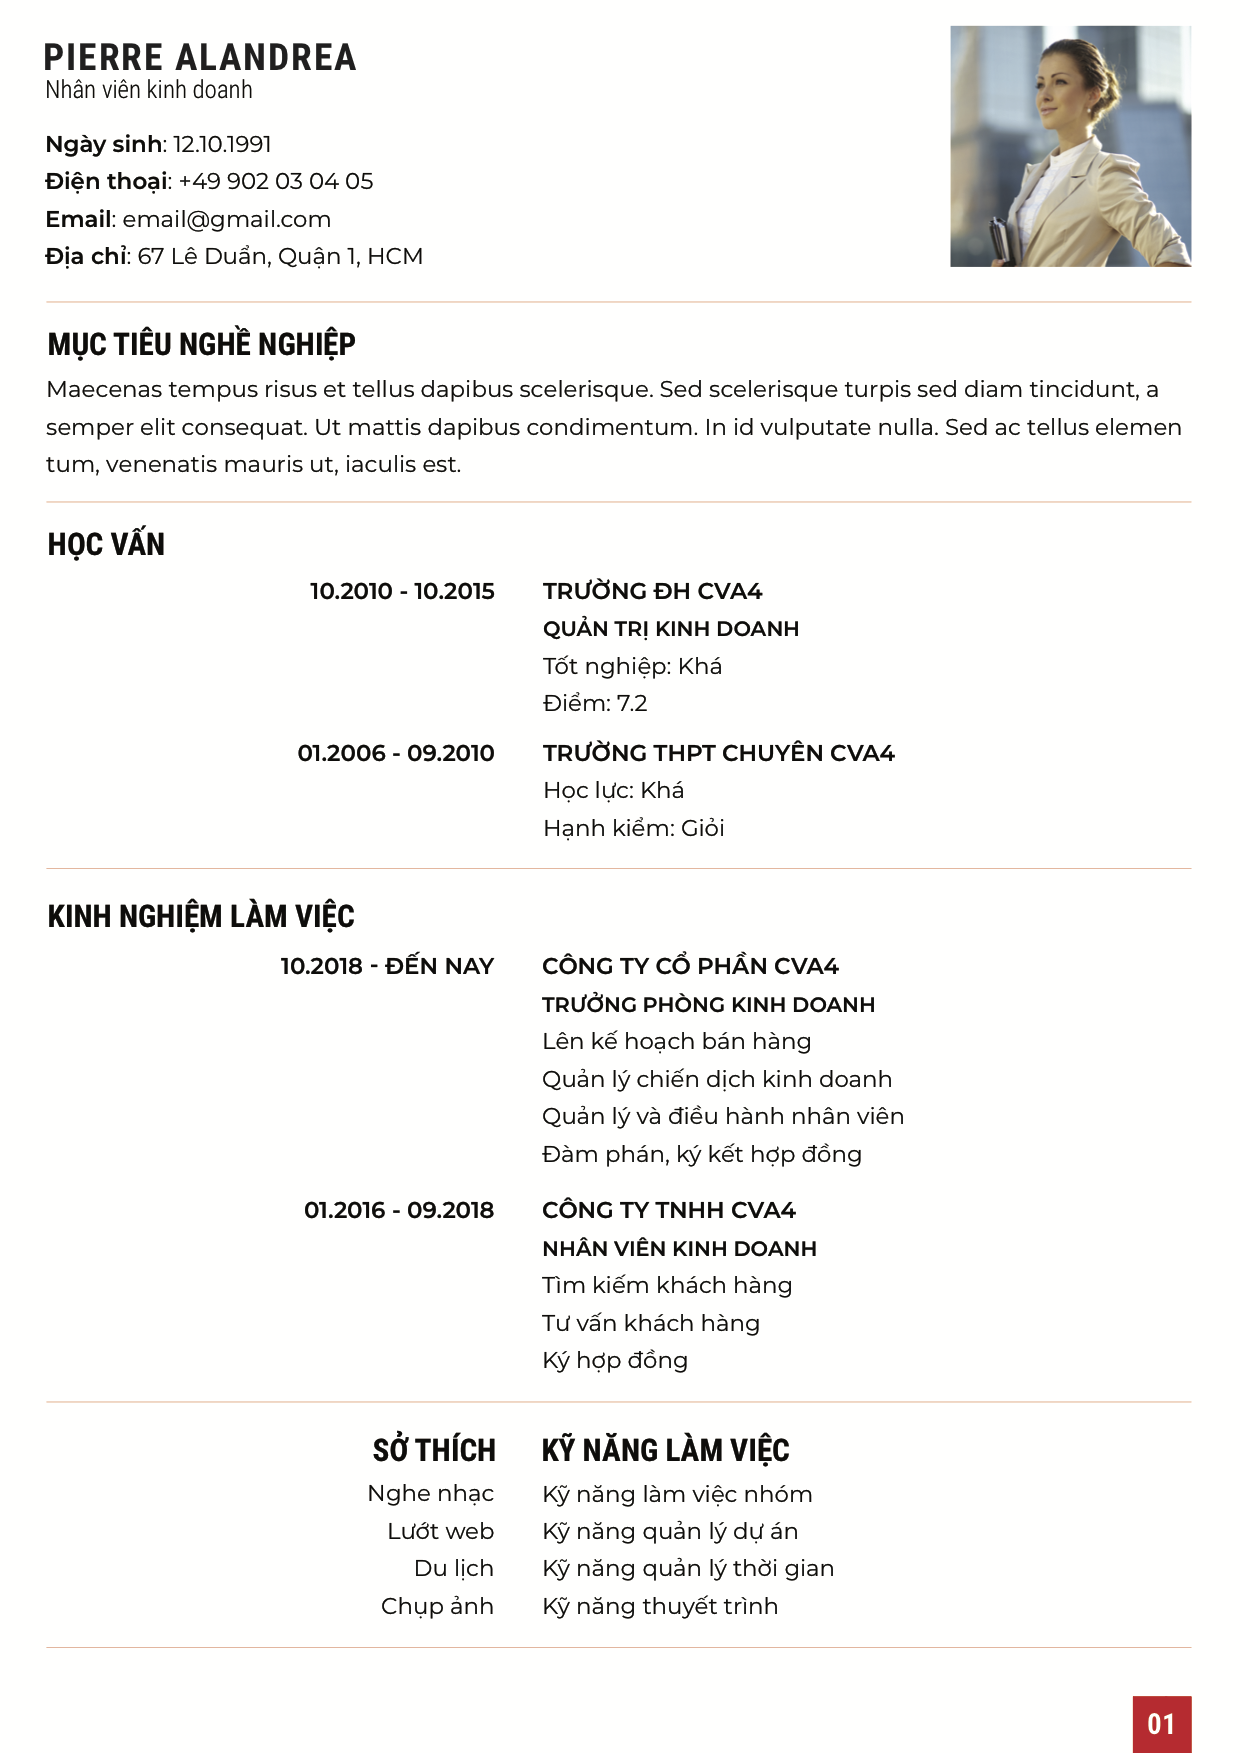 PIERRE ALANDREA
Nhân viên kinh doanh
Ngày sinh: 12.10.1991
Điện thoại: +49 902 03 04 05
Email: email@gmail.com
Địa chỉ: 67 Lê Duẩn, Quận 1, HCM
MỤC TIÊU NGHỀ NGHIỆP
Maecenas tempus risus et tellus dapibus scelerisque. Sed scelerisque turpis sed diam tincidunt, a
semper elit consequat. Ut mattis dapibus condimentum. In id vulputate nulla. Sed ac tellus elemen
tum, venenatis mauris ut, iaculis est.
HỌC VẤN
10.2010 - 10.2015 TRƯỜNG ĐH CVA4
QUẢN TRỊ KINH DOANH
Tốt nghiệp: Khá
Điểm: 7.2
01.2006 - 09.2010 TRƯỜNG THPT CHUYÊN CVA4
Học lực: Khá
Hạnh kiểm: Giỏi
KINH NGHIỆM LÀM VIỆC
10.2018 - ĐẾN NAY CÔNG TY CỔ PHẦN CVA4
TRƯỞNG PHÒNG KINH DOANH
Lên kế hoạch bán hàng
Quản lý chiến dịch kinh doanh
Quản lý và điều hành nhân viên
Đàm phán, ký kết hợp đồng
01.2016 - 09.2018 CÔNG TY TNHH CVA4
NHÂN VIÊN KINH DOANH
Tìm kiếm khách hàng
Tư vấn khách hàng
Ký hợp đồng
SỞ THÍCH
Nghe nhạc
Lướt web
Du lịch
Chụp ảnh
KỸ NĂNG LÀM VIỆC
Kỹ năng làm việc nhóm
Kỹ năng quản lý dự án
Kỹ năng quản lý thời gian
Kỹ năng thuyết trình
01